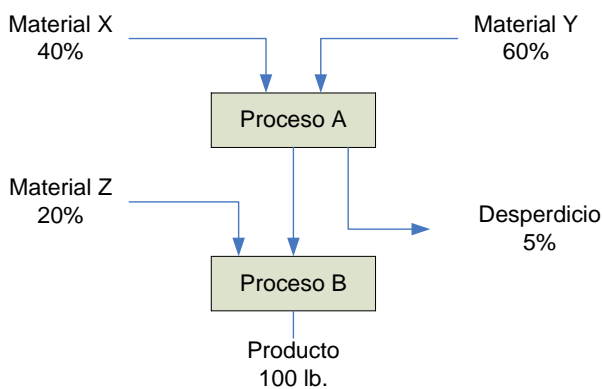 Material X
40%
Material Y
60%
Proceso A
Material Z
20%
Desperdicio
5%
Proceso B
Producto
100 lb.